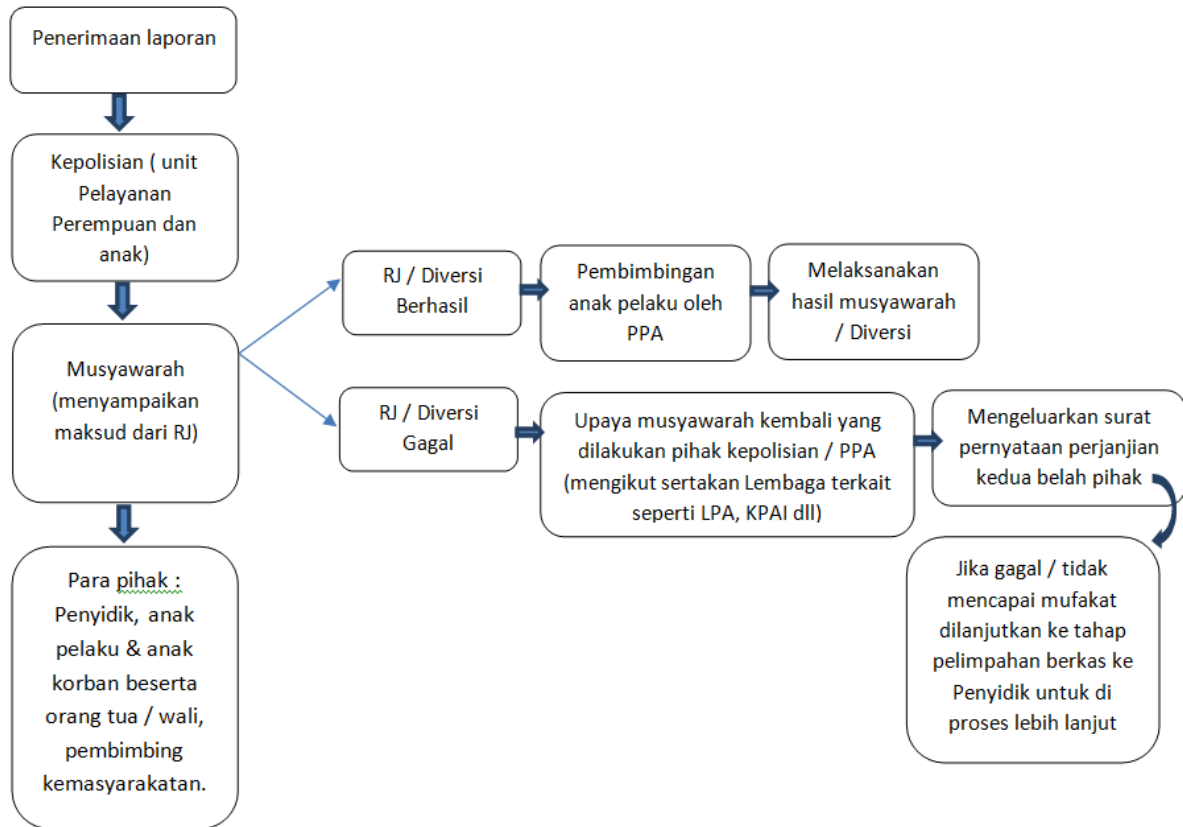 Penerimaan laporan
Kepolisian ( unit
Pelayanan
Perempuan dan
anak)
Musyawarah
(menyampaikan
maksud dari RJ)
Para pihak :
Penyidik, anak
pelaku & anak
korban beserta
orang tua / wali,
pembimbing
kemasyarakatan.
RJ / Diversi
Berhasil
Pembimbingan
anak pelaku oleh
PPA
Melaksanakan
hasil musyawarah
/ Diversi
RJ / Diversi
Gagal
Upaya musyawarah kembali yang
dilakukan pihak kepolisian / PPA
(mengikut sertakan Lembaga terkait
seperti LPA, KPAI dll)
Mengeluarkan surat
pernyataan perjanjian
kedua belah pihak
Jika gagal / tidak
mencapai mufakat
dilanjutkan ke tahap
pelimpahan berkas ke
Penyidik untuk di
proses lebih lanjut